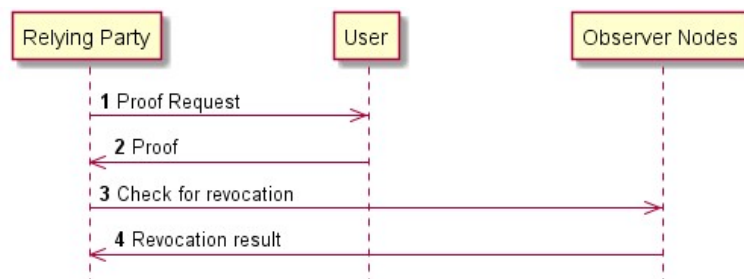 Relying Party
User
Observer Nodes
1 Proof Request
2 Proof
3 Check for revocation
4 Revocation result